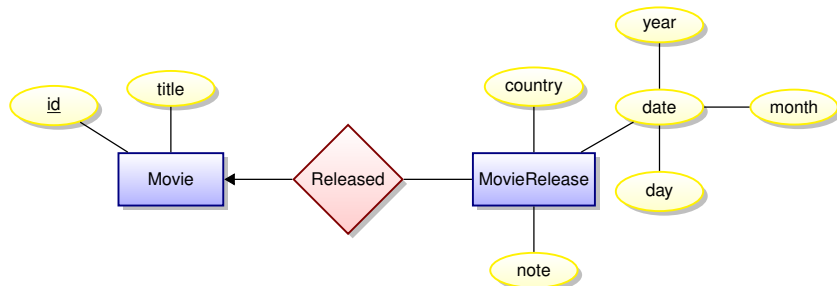 year
title
country
id
date
month
Movie
Released
MovieRelease
day
note